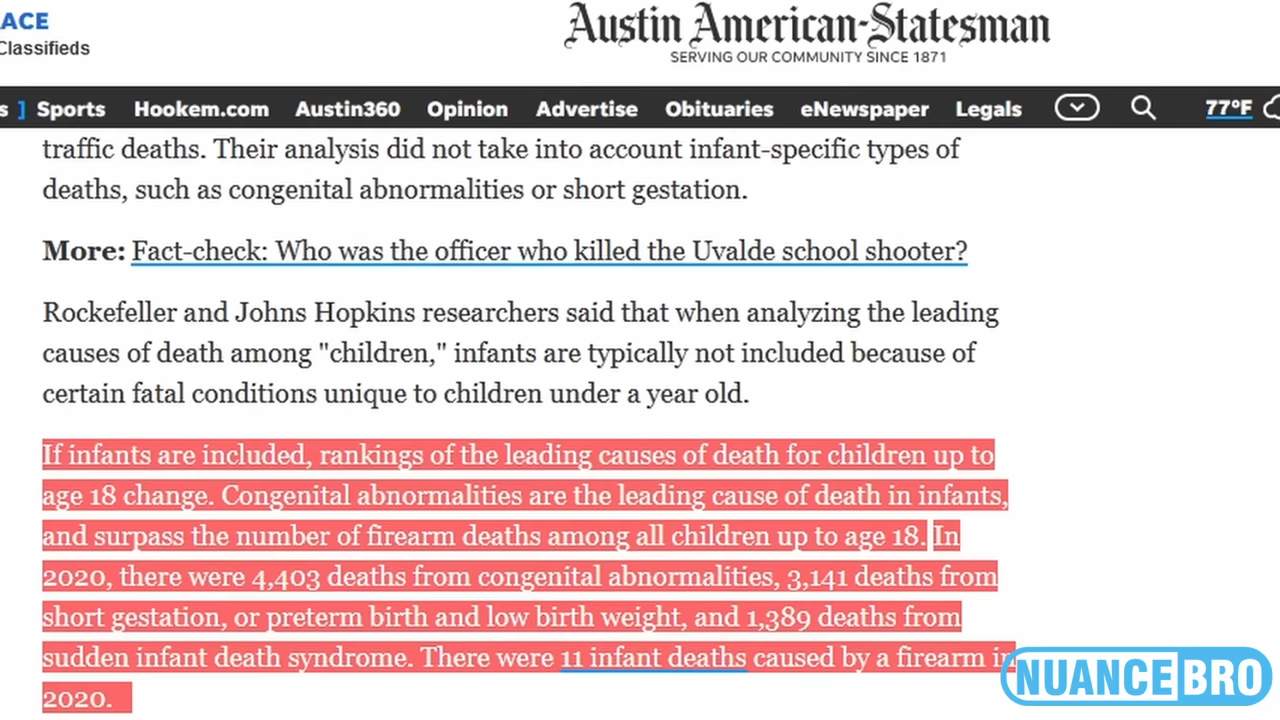 ACE
Classifieds
Austin American-Statesman
SERVING OUR COMMUNITY SINCE 1871
s ] Sports Hookem.com Austin360 Opinion Advertise Obituaries eNewspaper Legals 77°F
traffic deaths. Their analysis did not take into account infant-specific types of
deaths, such as congenital abnormalities or short gestation.
More: Fact-check: Who was the officer who killed the Uvalde school shooter?
Rockefeller and Johns Hopkins researchers said that when analyzing the leading
causes of death among "children," infants are typically not included because of
certain fatal conditions unique to children under a year old.
If infants are included, rankings of the leading causes of death for children up to
age 18 change. Congenital abnormalities are the leading cause of death in infants,
and surpass the number of firearm deaths among all children up to age 18. In
2020, there were 4,403 deaths from congenital abnormalities, 3,141 deaths from
short gestation, or preterm birth and low birth weight, and 1,389 deaths from
sudden infant death syndrome. There were 11 infant deaths caused by a firearm in
2020.
NUANCEBRO